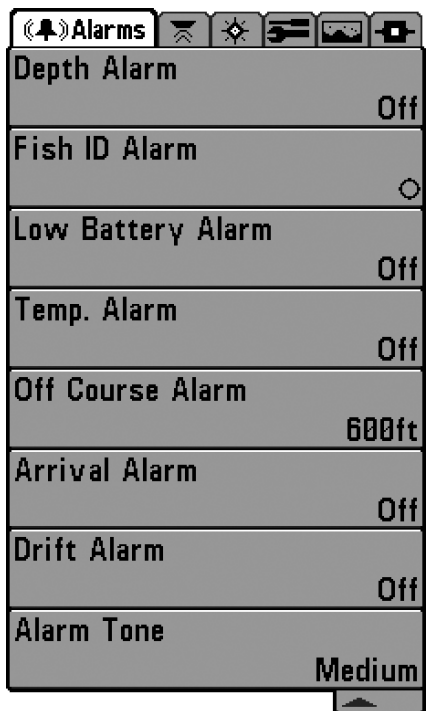 Alarms
Depth Alarm
Off
Fish ID Alarm
Low Battery Alarm
Off
Temp. Alarm
Off
Off Course Alarm
600ft
Arrival Alarm
Off
Drift Alarm
Off
Alarm Tone
Medium